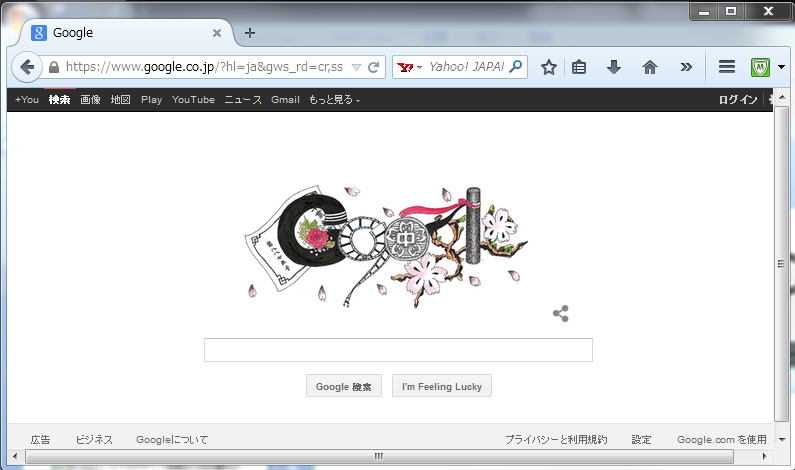 Google
https://www.google.co.jp/?hl=ja&gws_rd=cr,ss
Yahoo! JAPAN
+You 検索 画像 地図 Play YouTube ニュース Gmail もっと見る ログイン
Google 検索 I'm Feeling Lucky
広告 ビジネス Googleについて プライバシーと利用規約 設定 Google.com を使用